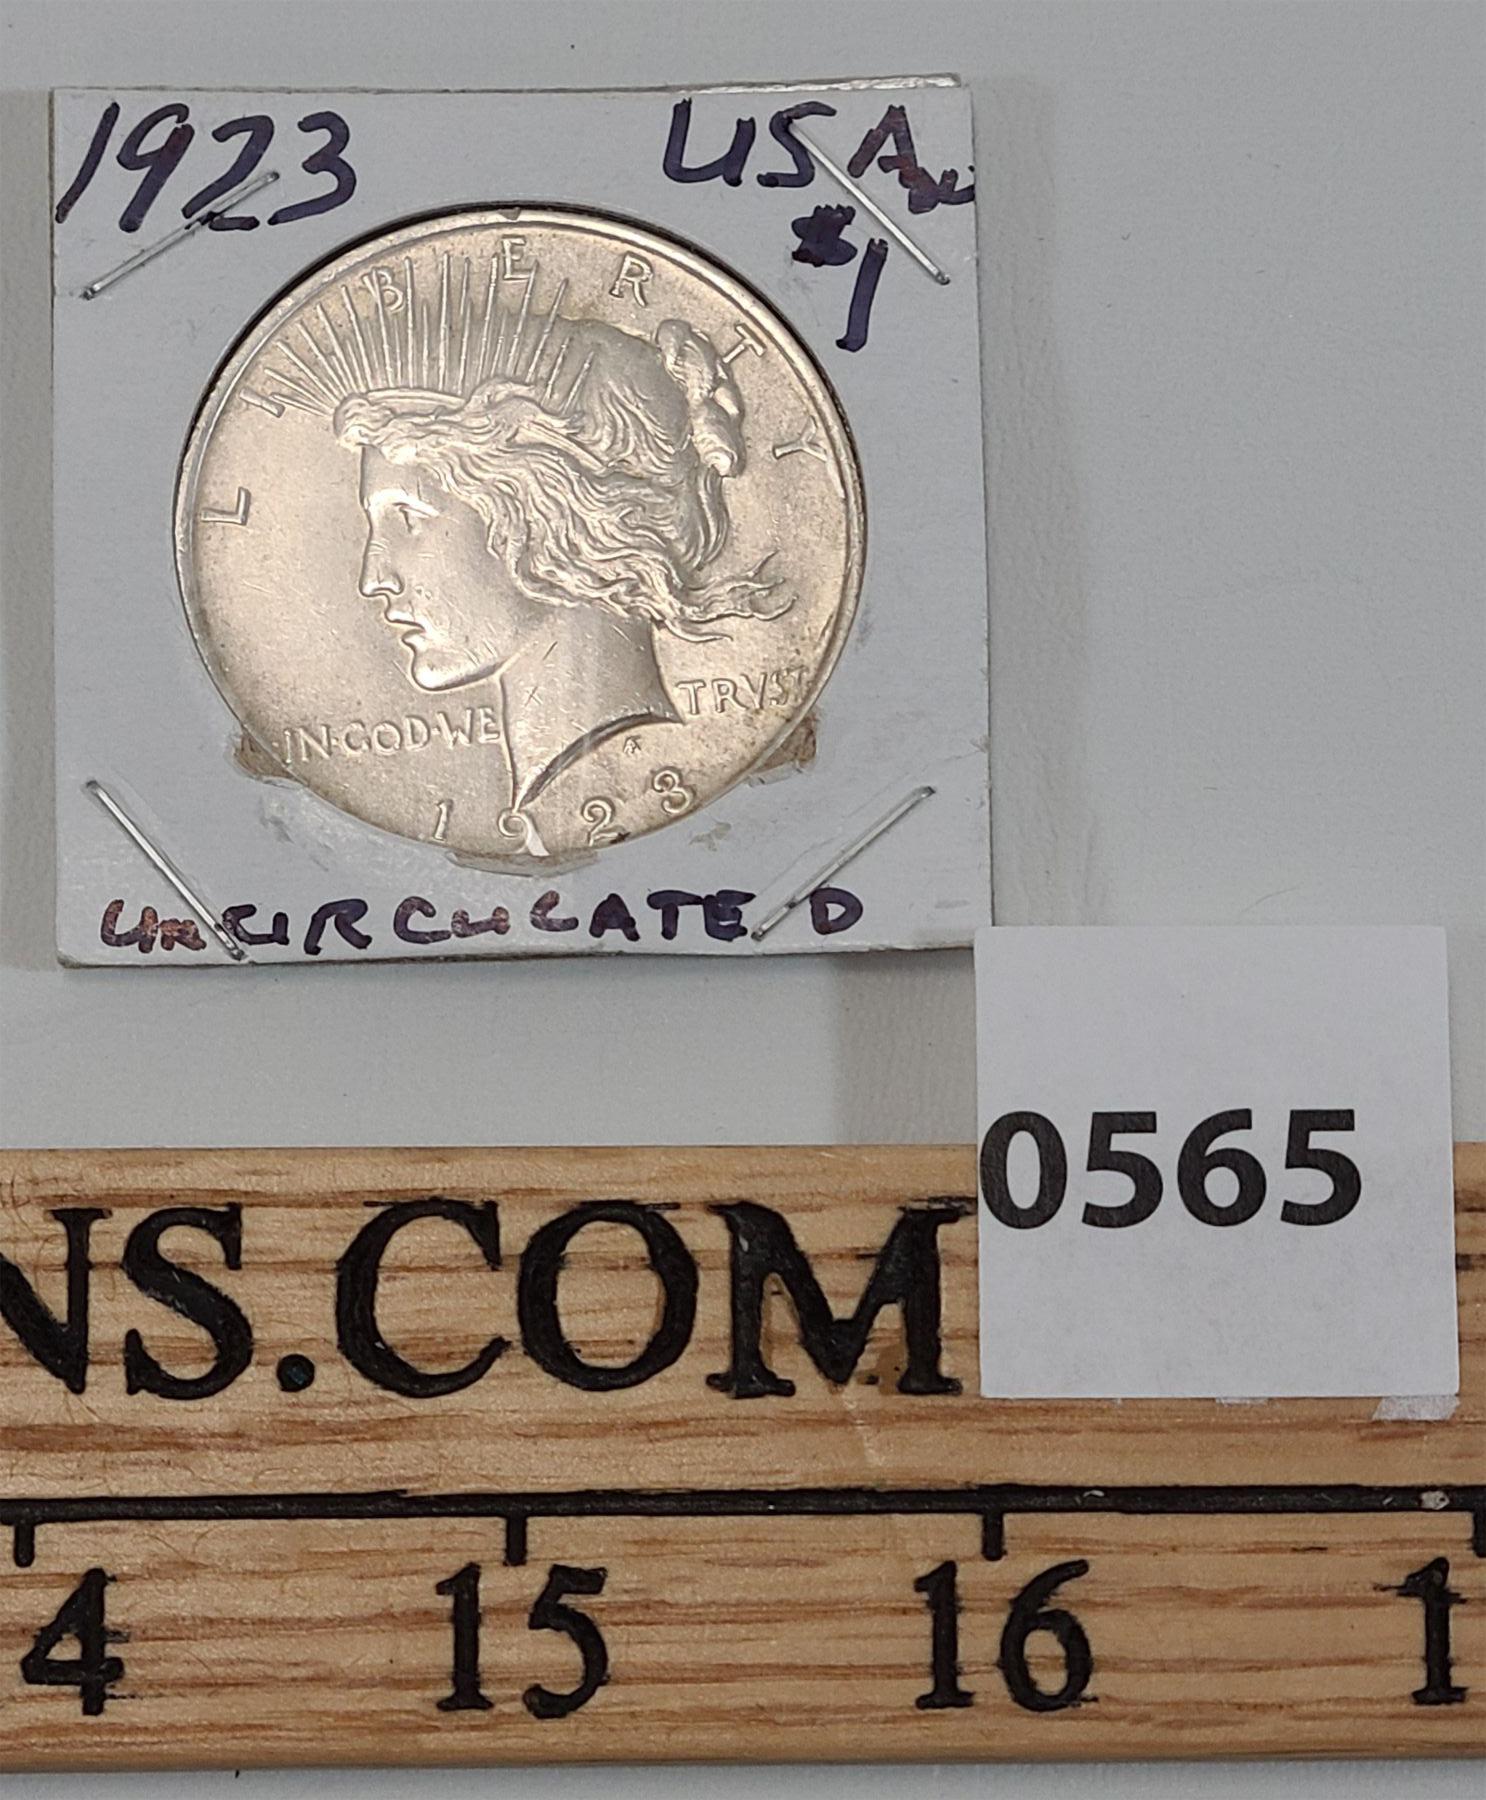 1923 USA
$1
LIBERTY
IN·GOD·WE TRVST
1923
UNCIRCULATED
0565
NS.COM
4 15 16 1